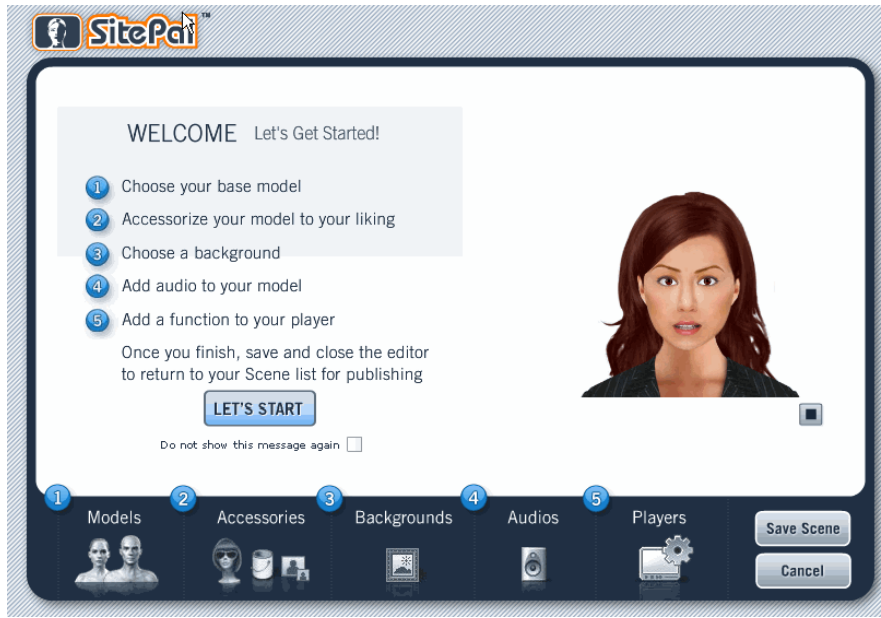 SitePal™
WELCOME Let's Get Started!
1 Choose your base model
2 Accessorize your model to your liking
3 Choose a background
4 Add audio to your model
5 Add a function to your player
Once you finish, save and close the editor
to return to your Scene list for publishing
LET'S START
Do not show this message again
1 Models
2 Accessories
3 Backgrounds
4 Audios
5 Players
Save Scene
Cancel